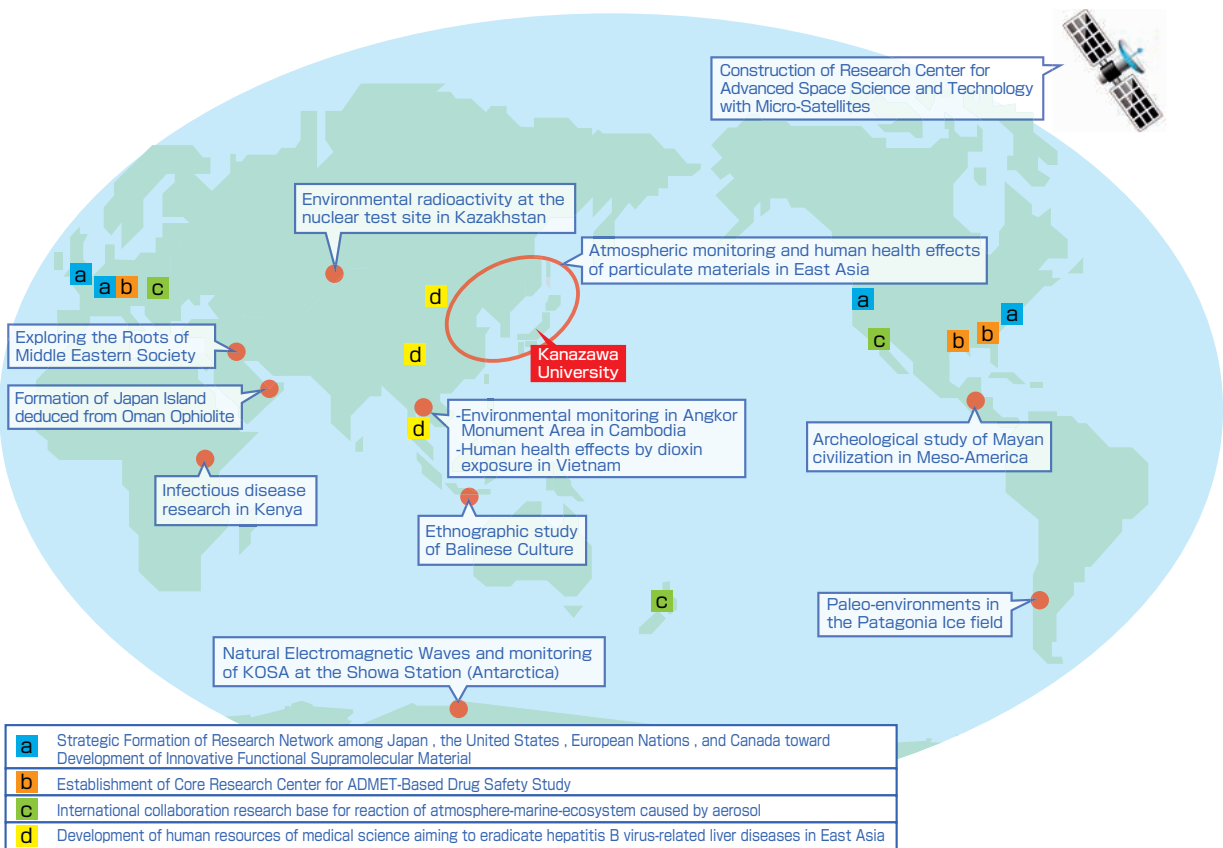 Construction of Research Center for
Advanced Space Science and Technology
with Micro-Satellites
Environmental radioactivity at the
nuclear test site in Kazakhstan
Atmospheric monitoring and human health effects
of particulate materials in East Asia
a
a
b
c
d
a
a
b
b
c
Exploring the Roots of
Middle Eastern Society
d
Kanazawa
University
Formation of Japan Island
deduced from Oman Ophiolite
d
-Environmental monitoring in Angkor
Monument Area in Cambodia
-Human health effects by dioxin
exposure in Vietnam
Archeological study of Mayan
civilization in Meso-America
Infectious disease
research in Kenya
Ethnographic study
of Balinese Culture
c
Paleo-environments in
the Patagonia Ice field
Natural Electromagnetic Waves and monitoring
of KOSA at the Showa Station (Antarctica)
a Strategic Formation of Research Network among Japan , the United States , European Nations , and Canada toward
Development of Innovative Functional Supramolecular Material
b Establishment of Core Research Center for ADMET-Based Drug Safety Study
c International collaboration research base for reaction of atmosphere-marine-ecosystem caused by aerosol
d Development of human resources of medical science aiming to eradicate hepatitis B virus-related liver diseases in East Asia